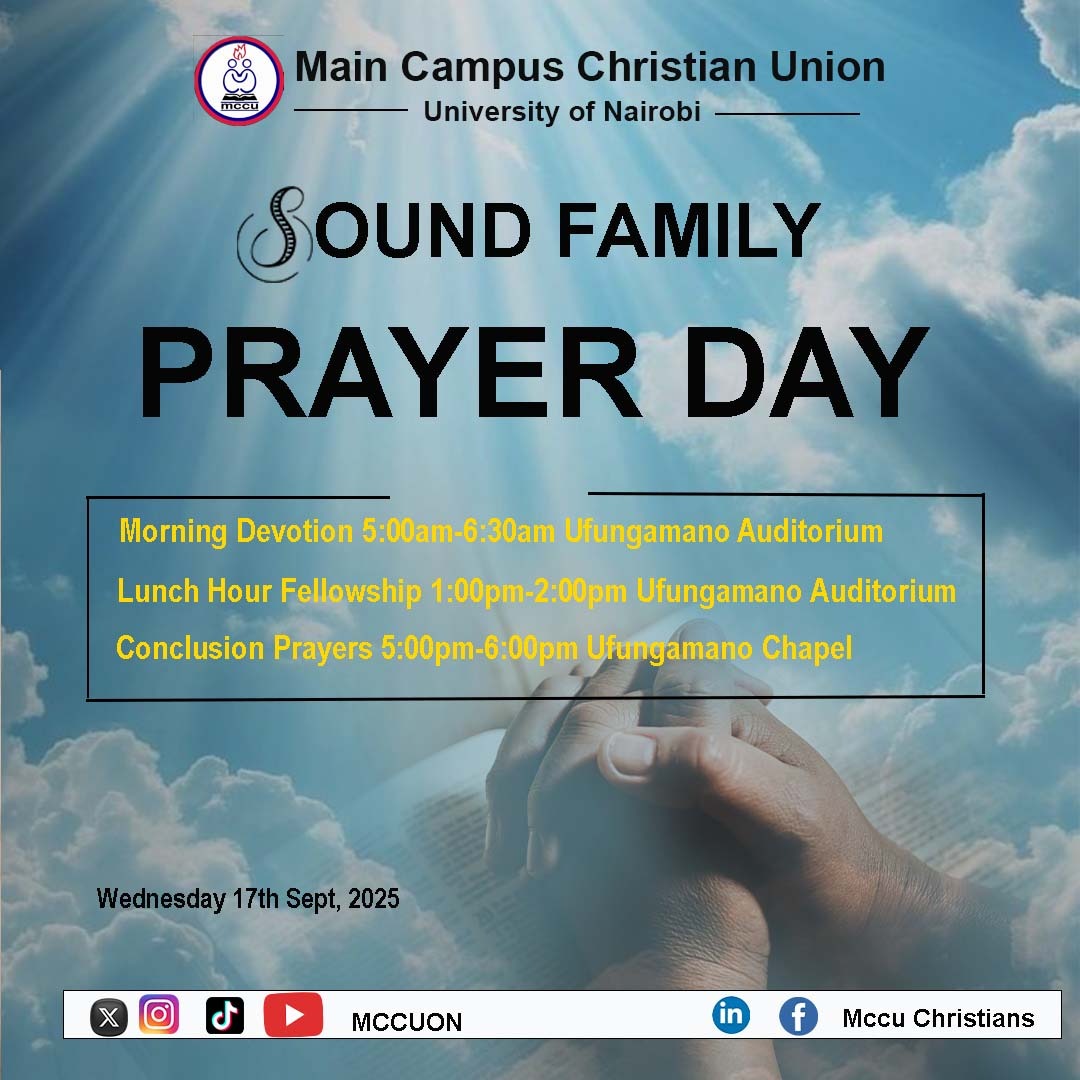 mccu
Main Campus Christian Union
University of Nairobi
SOUND FAMILY
PRAYER DAY
Morning Devotion 5:00am-6:30am Ufungamano Auditorium
Lunch Hour Fellowship 1:00pm-2:00pm Ufungamano Auditorium
Conclusion Prayers 5:00pm-6:00pm Ufungamano Chapel
Wednesday 17th Sept, 2025
MCCUON
Mccu Christians